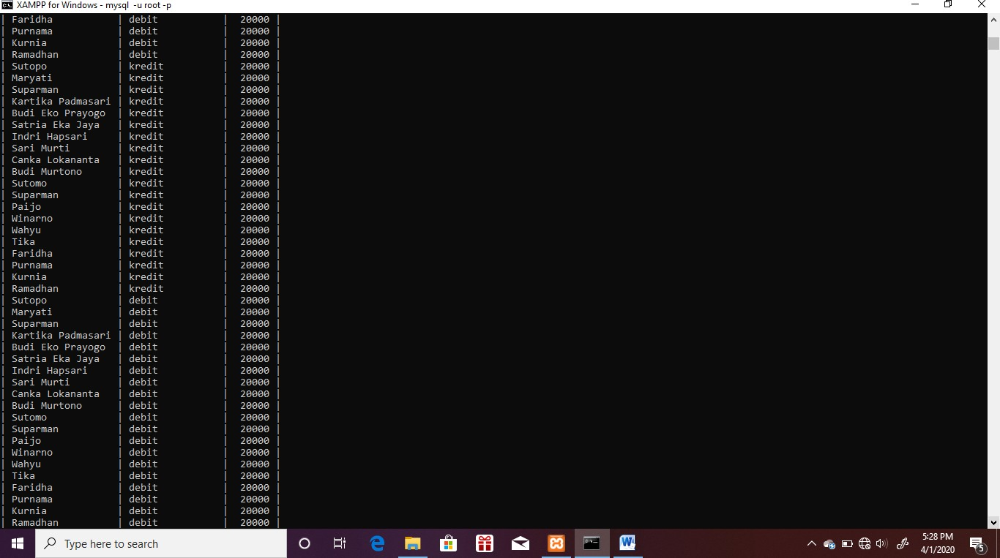 XAMPP for Windows - mysql -u root -p
| Faridha | debit | 20000 |
| Purnama | debit | 20000 |
| Kurnia | debit | 20000 |
| Ramadhan | debit | 20000 |
| Sutopo | kredit | 20000 |
| Maryati | kredit | 20000 |
| Suparman | kredit | 20000 |
| Kartika Padmasari | kredit | 20000 |
| Budi Eko Prayogo | kredit | 20000 |
| Satria Eka Jaya | kredit | 20000 |
| Indri Hapsari | kredit | 20000 |
| Sari Murti | kredit | 20000 |
| Canka Lokananta | kredit | 20000 |
| Budi Murtono | kredit | 20000 |
| Sutomo | kredit | 20000 |
| Suparman | kredit | 20000 |
| Paijo | kredit | 20000 |
| Winarno | kredit | 20000 |
| Wahyu | kredit | 20000 |
| Tika | kredit | 20000 |
| Faridha | kredit | 20000 |
| Purnama | kredit | 20000 |
| Kurnia | kredit | 20000 |
| Ramadhan | kredit | 20000 |
| Sutopo | debit | 20000 |
| Maryati | debit | 20000 |
| Suparman | debit | 20000 |
| Kartika Padmasari | debit | 20000 |
| Budi Eko Prayogo | debit | 20000 |
| Satria Eka Jaya | debit | 20000 |
| Indri Hapsari | debit | 20000 |
| Sari Murti | debit | 20000 |
| Canka Lokananta | debit | 20000 |
| Budi Murtono | debit | 20000 |
| Sutomo | debit | 20000 |
| Suparman | debit | 20000 |
| Paijo | debit | 20000 |
| Winarno | debit | 20000 |
| Wahyu | debit | 20000 |
| Tika | debit | 20000 |
| Faridha | debit | 20000 |
| Purnama | debit | 20000 |
| Kurnia | debit | 20000 |
| Ramadhan | debit | 20000 |
Type here to search
5:28 PM
4/1/2020
5